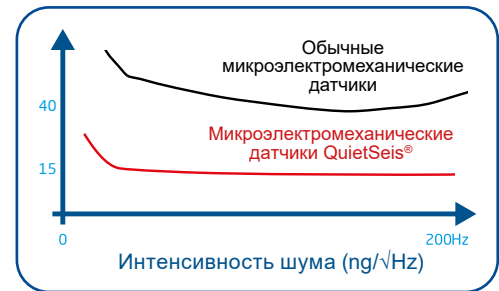 Обычные
микроэлектромеханические
датчики
40
Микроэлектромеханические
датчики QuietSeis®
15
0
200Hz
Интенсивность шума (ng/√Hz)